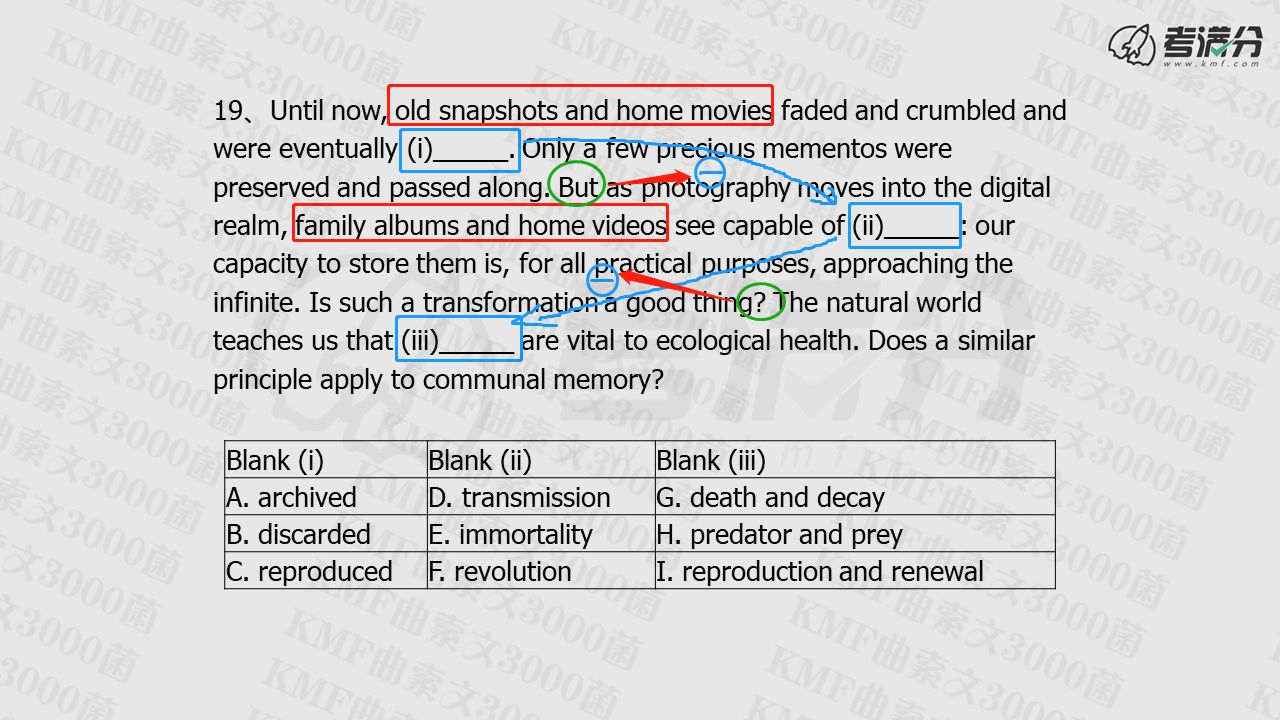 考满分
www.kmf.com
19、Until now, old snapshots and home movies faded and crumbled and
were eventually (i)______. Only a few precious mementos were
preserved and passed along. But as photography moves into the digital
realm, family albums and home videos see capable of (ii)______: our
capacity to store them is, for all practical purposes, approaching the
infinite. Is such a transformation a good thing? The natural world
teaches us that (iii)______ are vital to ecological health. Does a similar
principle apply to communal memory?
Blank (i) Blank (ii) Blank (iii)
A. archived D. transmission G. death and decay
B. discarded E. immortality H. predator and prey
C. reproduced F. revolution I. reproduction and renewal
KMF曲索文3000菌